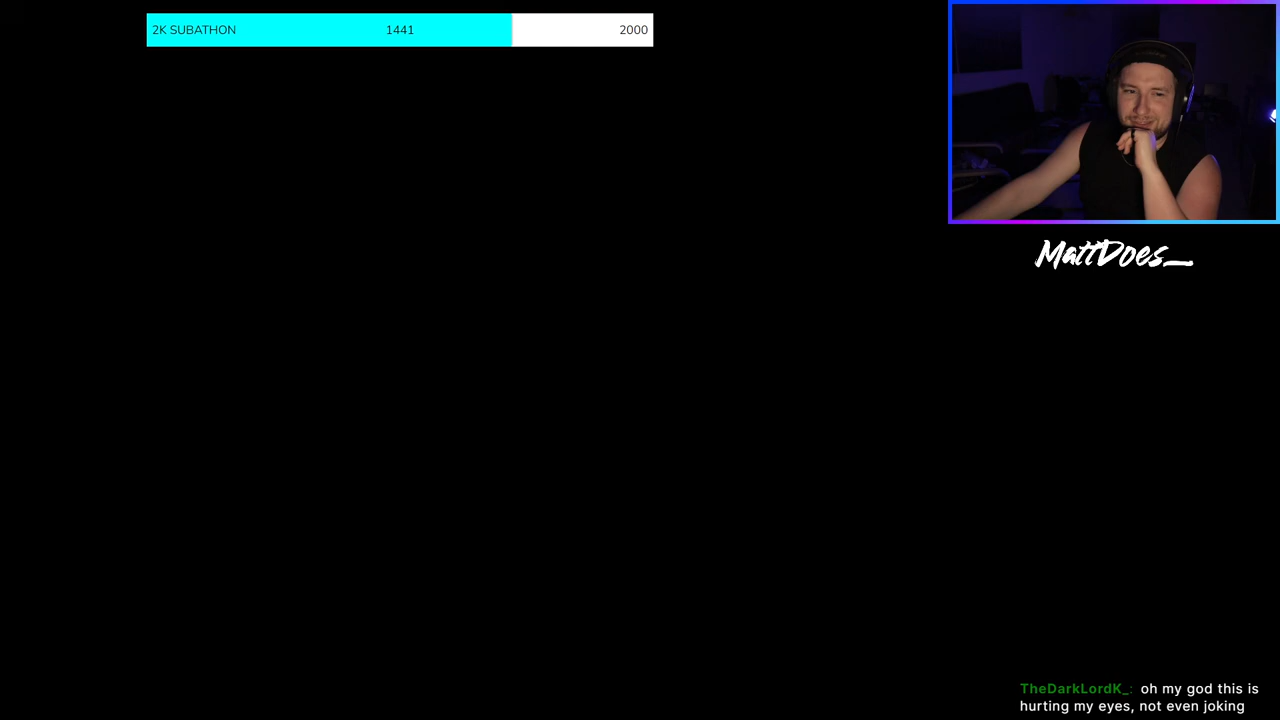 2K SUBATHON 1441 2000
MattDoes_
TheDarkLordK_: oh my god this is
hurting my eyes, not even joking